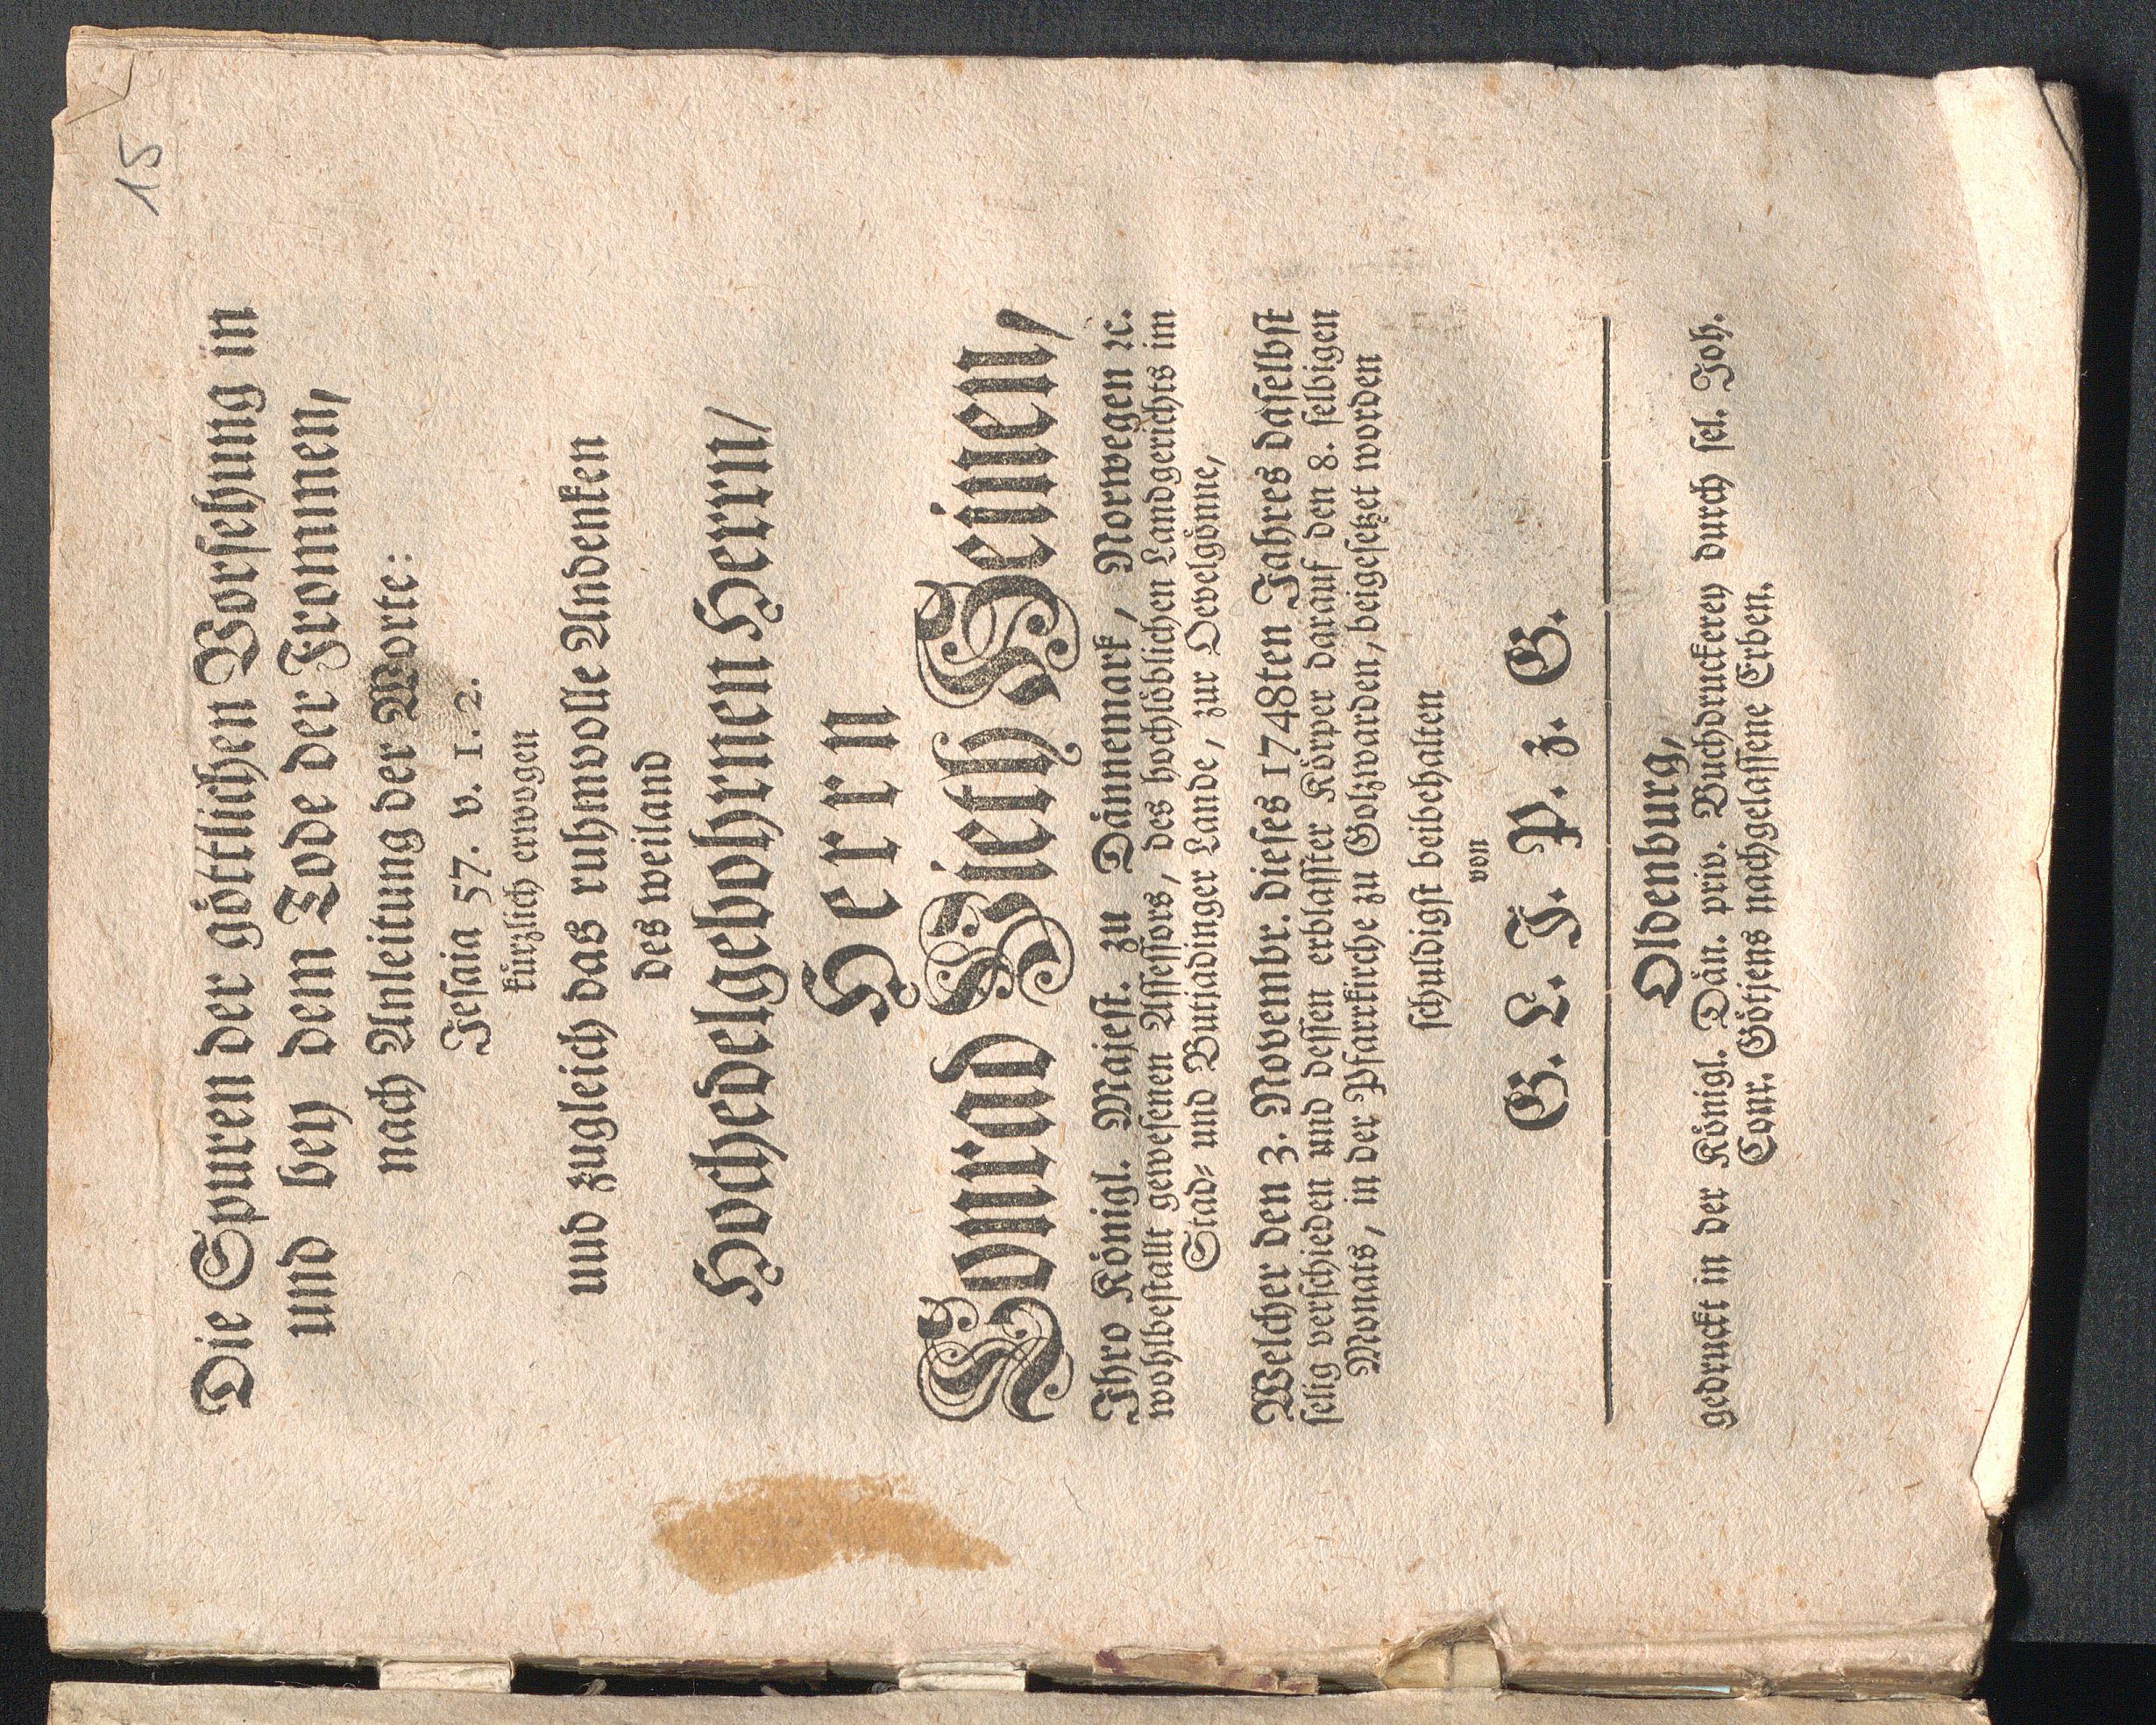 15
Die Spuren der göttlichen Vorsehung in
und bey dem Tode der Frommen,
nach Anleitung der Worte:
Jesaia 57. v. 1. 2.
kürzlich erwogen
und zugleich das ruhmvolle Andenken
des weiland
Hochedelgebohrnen Herrn/
Herrn
Conrad Vieth Heinen,
Ihro Königl. Majest. zu Dännemark, Norwegen ꝛc.
wohlbestallt gewesenen Assessors, des hochlöblichen Landgerichts im
Stad- und Butjadinger Lande, zur Oevelgönne,
Welcher den 3. Novembr. dieses 1748ten Jahres daselbst
selig verschieden und dessen erblasster Körper darauf den 8. selbigen
Monats, in der Pfarrkirche zu Golzwarden, beigesetzet worden
schuldigst beibehalten
von
G. L. J. P. z. G.
Oldenburg,
gedruckt in der Königl. Dän. priv. Buchdruckerey durch sel. Joh.
Conr. Götjens nachgelassene Erben.